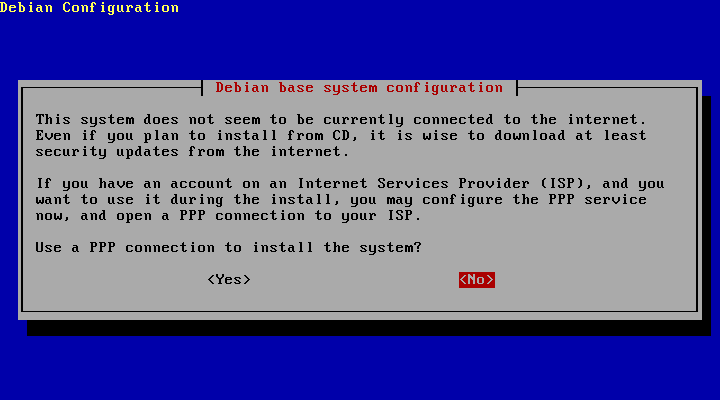 Debian Configuration
Debian base system configuration
This system does not seem to be currently connected to the internet.
Even if you plan to install from CD, it is wise to download at least
security updates from the internet.
If you have an account on an Internet Services Provider (ISP), and you
want to use it during the install, you may configure the PPP service
now, and open a PPP connection to your ISP.
Use a PPP connection to install the system?
<Yes> <No>